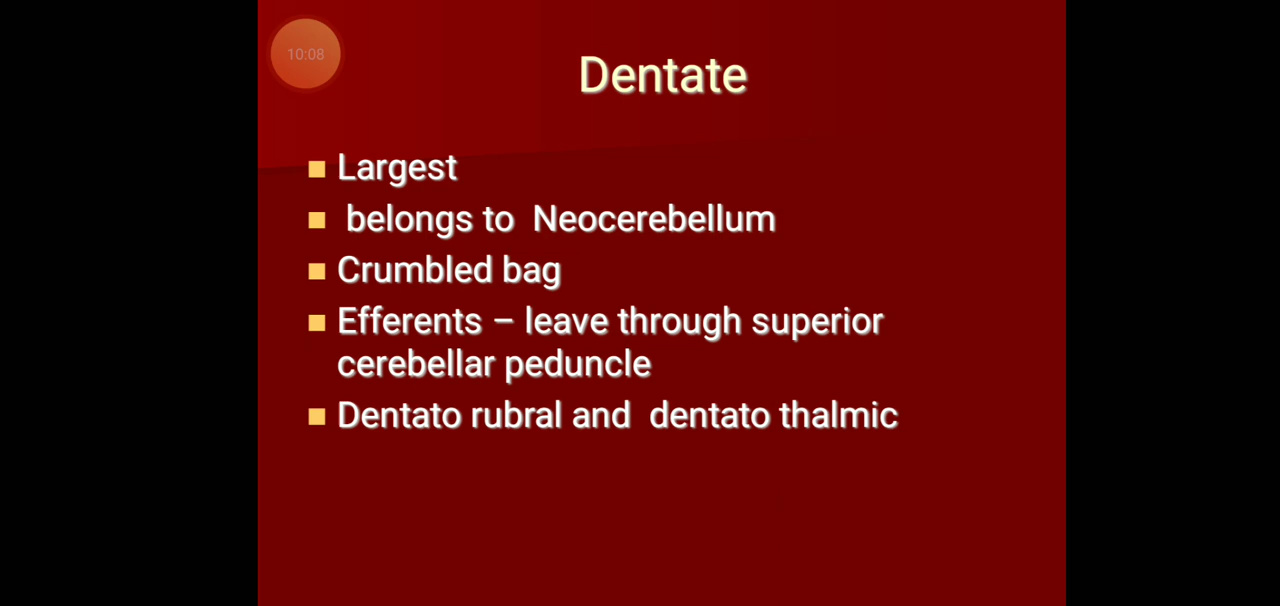 10:08
Dentate
Largest
belongs to Neocerebellum
Crumbled bag
Efferents – leave through superior
cerebellar peduncle
Dentato rubral and dentato thalmic